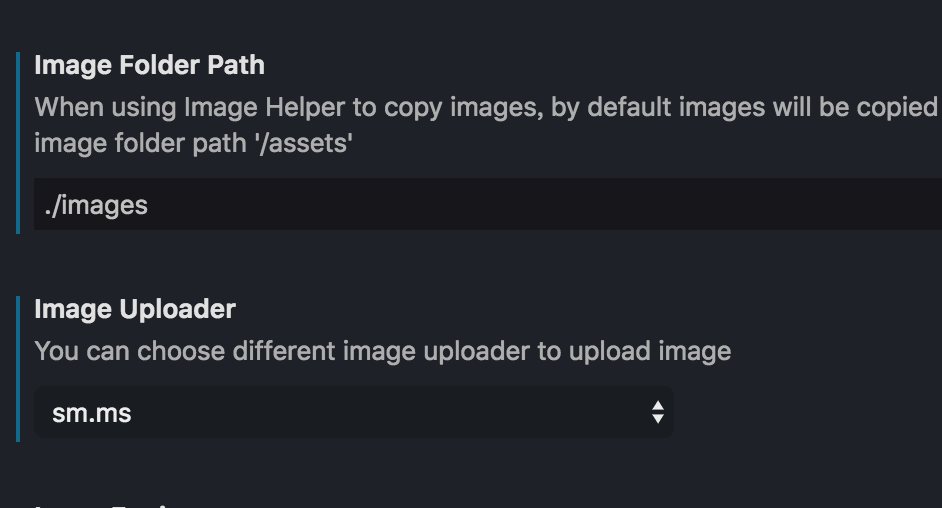 Image Folder Path
When using Image Helper to copy images, by default images will be copied
image folder path '/assets'
./images
Image Uploader
You can choose different image uploader to upload image
sm.ms